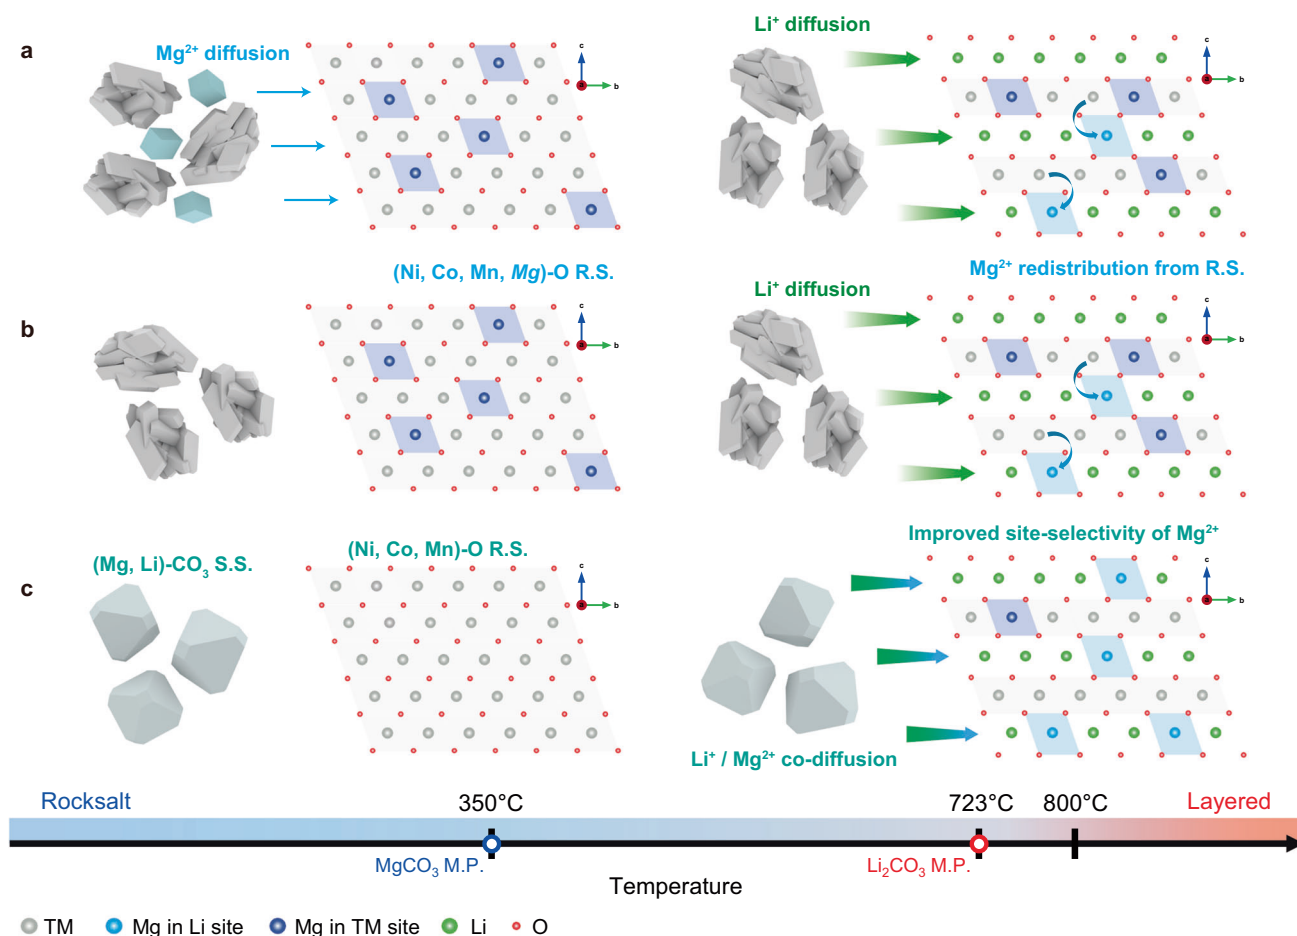 a
Mg²⁺ diffusion
c
b
a
Li⁺ diffusion
c
b
a
(Ni, Co, Mn, Mg)-O R.S.
Mg²⁺ redistribution from R.S.
b
c
b
a
Li⁺ diffusion
c
b
a
c
(Mg, Li)-CO₃ S.S.
(Ni, Co, Mn)-O R.S.
c
b
a
Improved site-selectivity of Mg²⁺
c
b
a
Li⁺ / Mg²⁺ co-diffusion
Rocksalt
350°C
723°C
800°C
Layered
MgCO₃ M.P.
Li₂CO₃ M.P.
Temperature
TM
Mg in Li site
Mg in TM site
Li
O